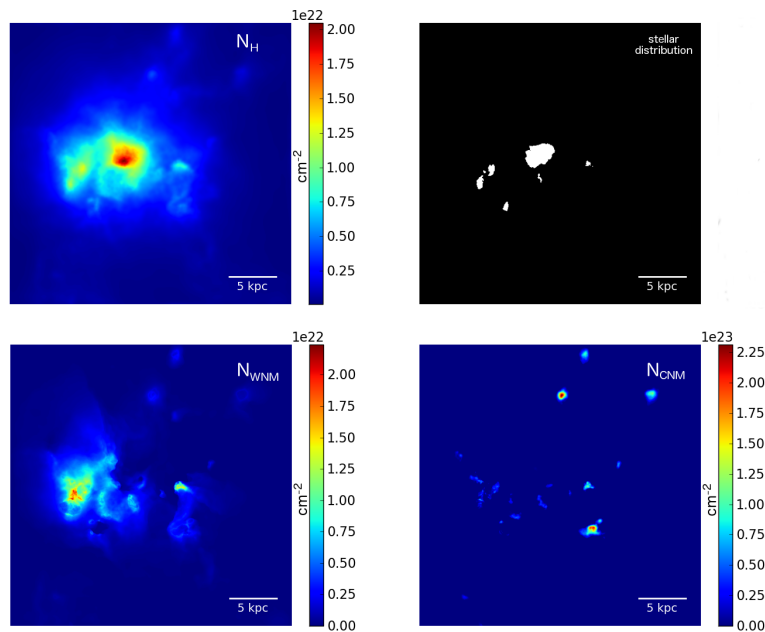 1e22
N_H
2.00
1.75
1.50
1.25
1.00
0.75
0.50
0.25
cm⁻²
5 kpc
stellar
distribution
5 kpc
1e22
N_WNM
2.00
1.75
1.50
1.25
1.00
0.75
0.50
0.25
0.00
cm⁻²
5 kpc
1e23
N_CNM
2.25
2.00
1.75
1.50
1.25
1.00
0.75
0.50
0.25
0.00
cm⁻²
5 kpc